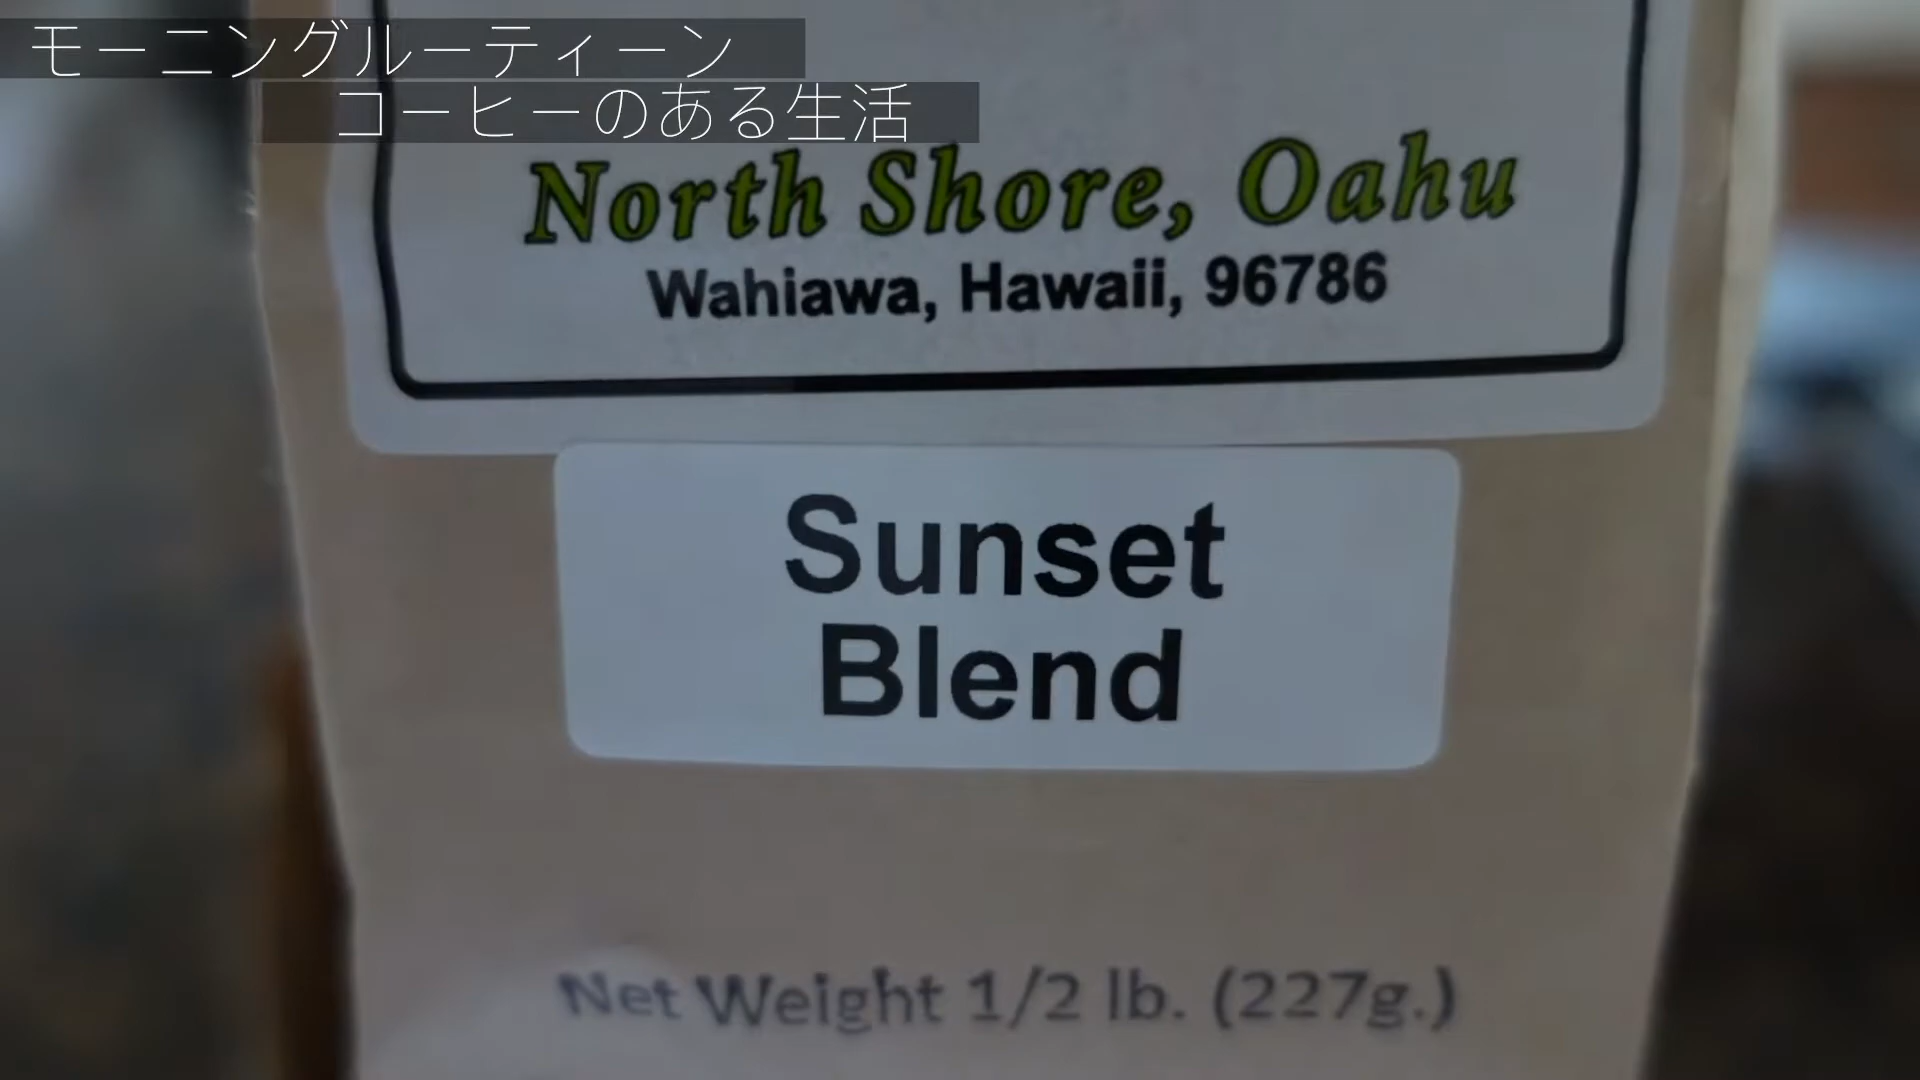 モーニングルーティーン
コーヒーのある生活
North Shore, Oahu
Wahiawa, Hawaii, 96786
Sunset
Blend
Net Weight 1/2 lb. (227g.)